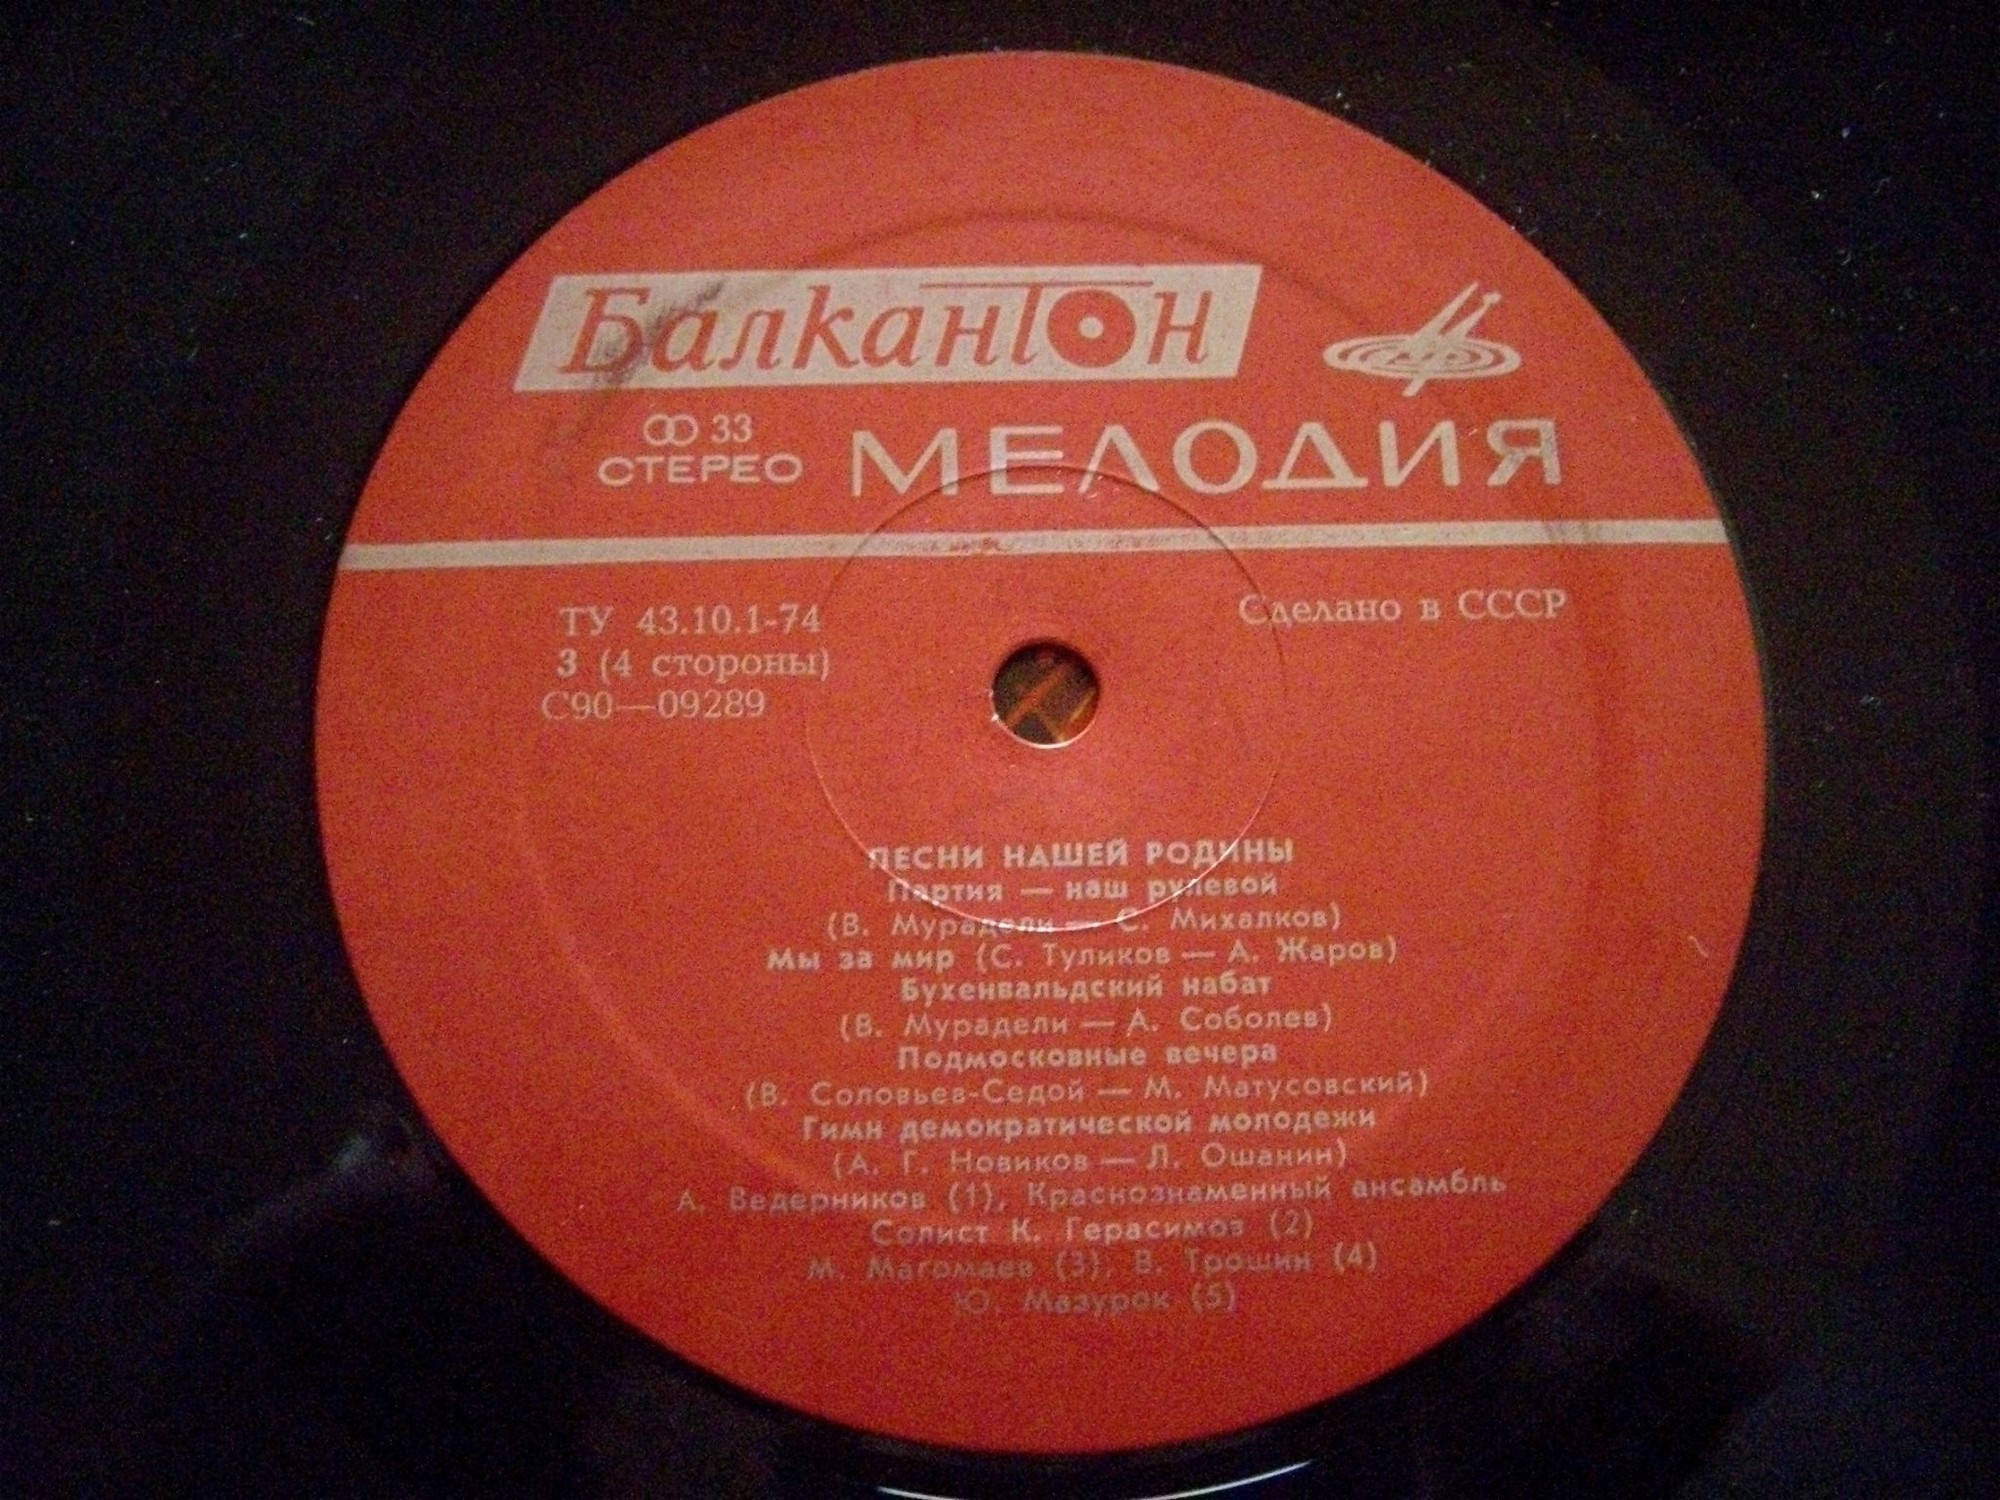 Балкантон
33
СТЕРЕО МЕЛОДИЯ
ТУ 43.10.1-74
Сделано в СССР
3 (4 стороны)
С90—09289
ПЕСНИ НАШЕЙ РОДИНЫ
Партия — наш рулевой
(В. Мурадели — С. Михалков)
Мы за мир (С. Туликов — А. Жаров)
Бухенвальдский набат
(В. Мурадели — А. Соболев)
Подмосковные вечера
(В. Соловьев-Седой — М. Матусовский)
Гимн демократической молодежи
(А. Г. Новиков — Л. Ошанин)
А. Ведерников (1), Краснознаменный ансамбль
Солист К. Герасимов (2)
М. Магомаев (3), В. Трошин (4)
Ю. Мазурок (5)